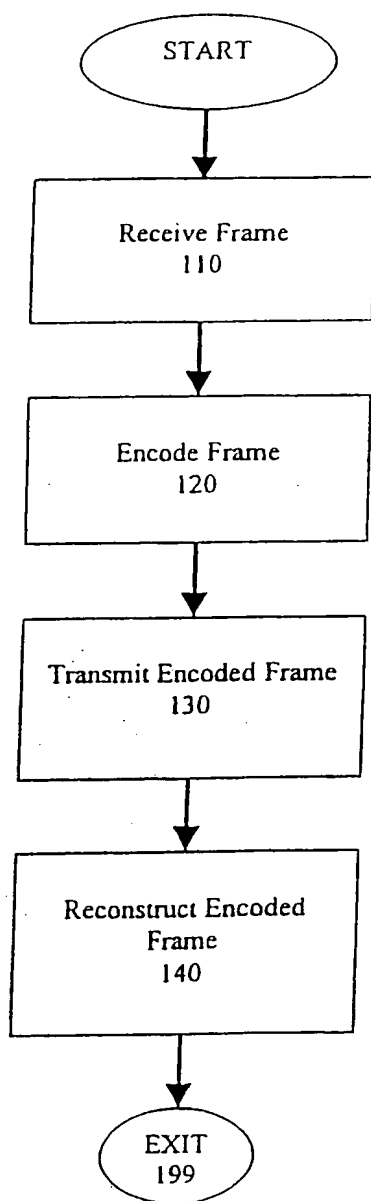 START
Receive Frame
110
Encode Frame
120
Transmit Encoded Frame
130
Reconstruct Encoded
Frame
140
EXIT
199